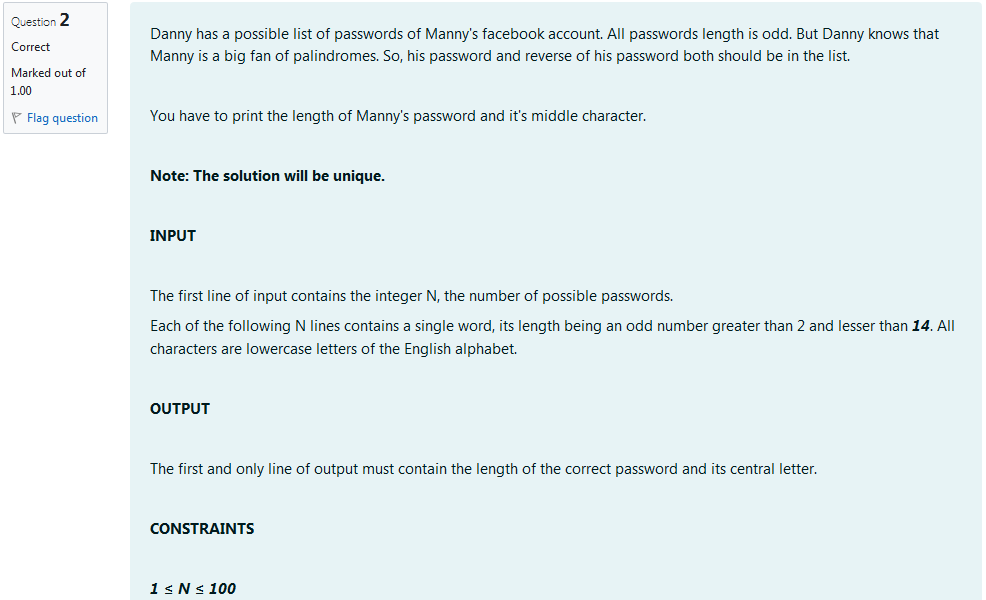 Question 2
Correct
Marked out of
1.00
Flag question
Danny has a possible list of passwords of Manny's facebook account. All passwords length is odd. But Danny knows that
Manny is a big fan of palindromes. So, his password and reverse of his password both should be in the list.
You have to print the length of Manny's password and it's middle character.
Note: The solution will be unique.
INPUT
The first line of input contains the integer N, the number of possible passwords.
Each of the following N lines contains a single word, its length being an odd number greater than 2 and lesser than 14. All
characters are lowercase letters of the English alphabet.
OUTPUT
The first and only line of output must contain the length of the correct password and its central letter.
CONSTRAINTS
1 ≤ N ≤ 100